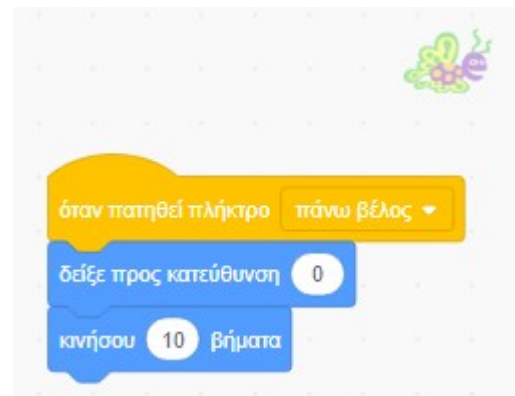 όταν πατηθεί πλήκτρο πάνω βέλος
δείξε προς κατεύθυνση 0
κινήσου 10 βήματα